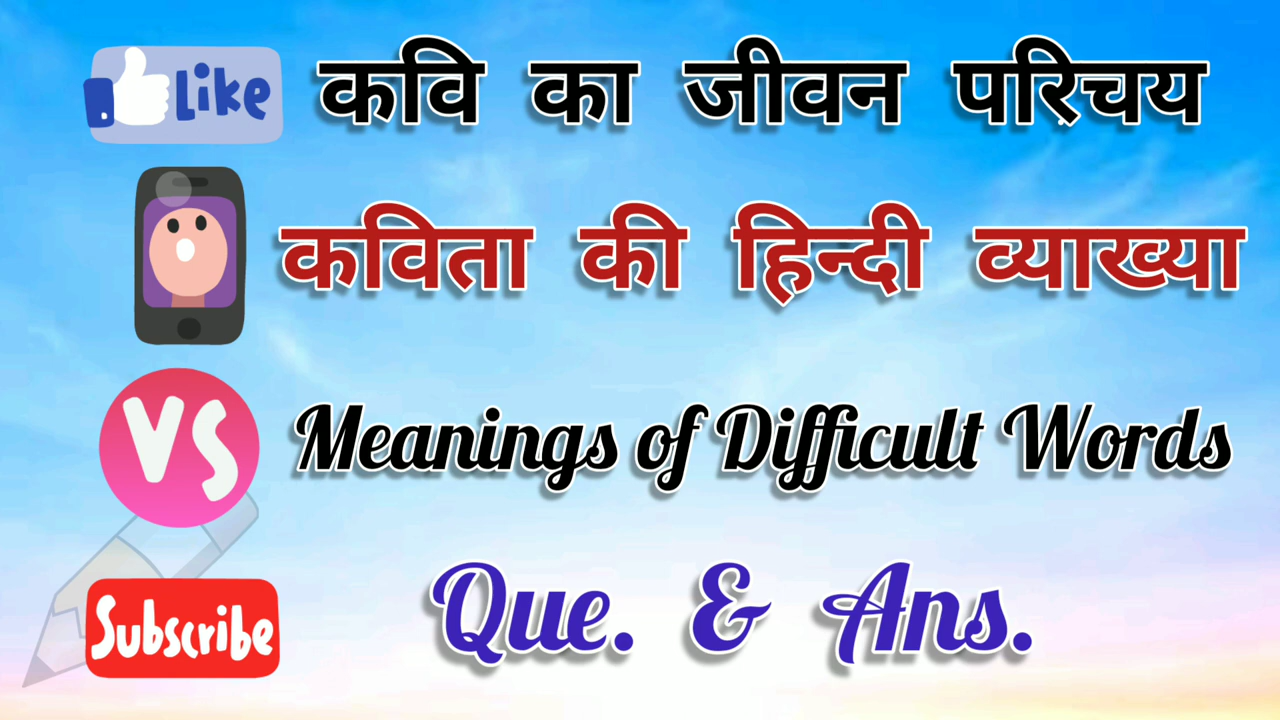 Like कवि का जीवन परिचय
कविता की हिन्दी व्याख्या
VS Meanings of Difficult Words
Subscribe Que. & Ans.